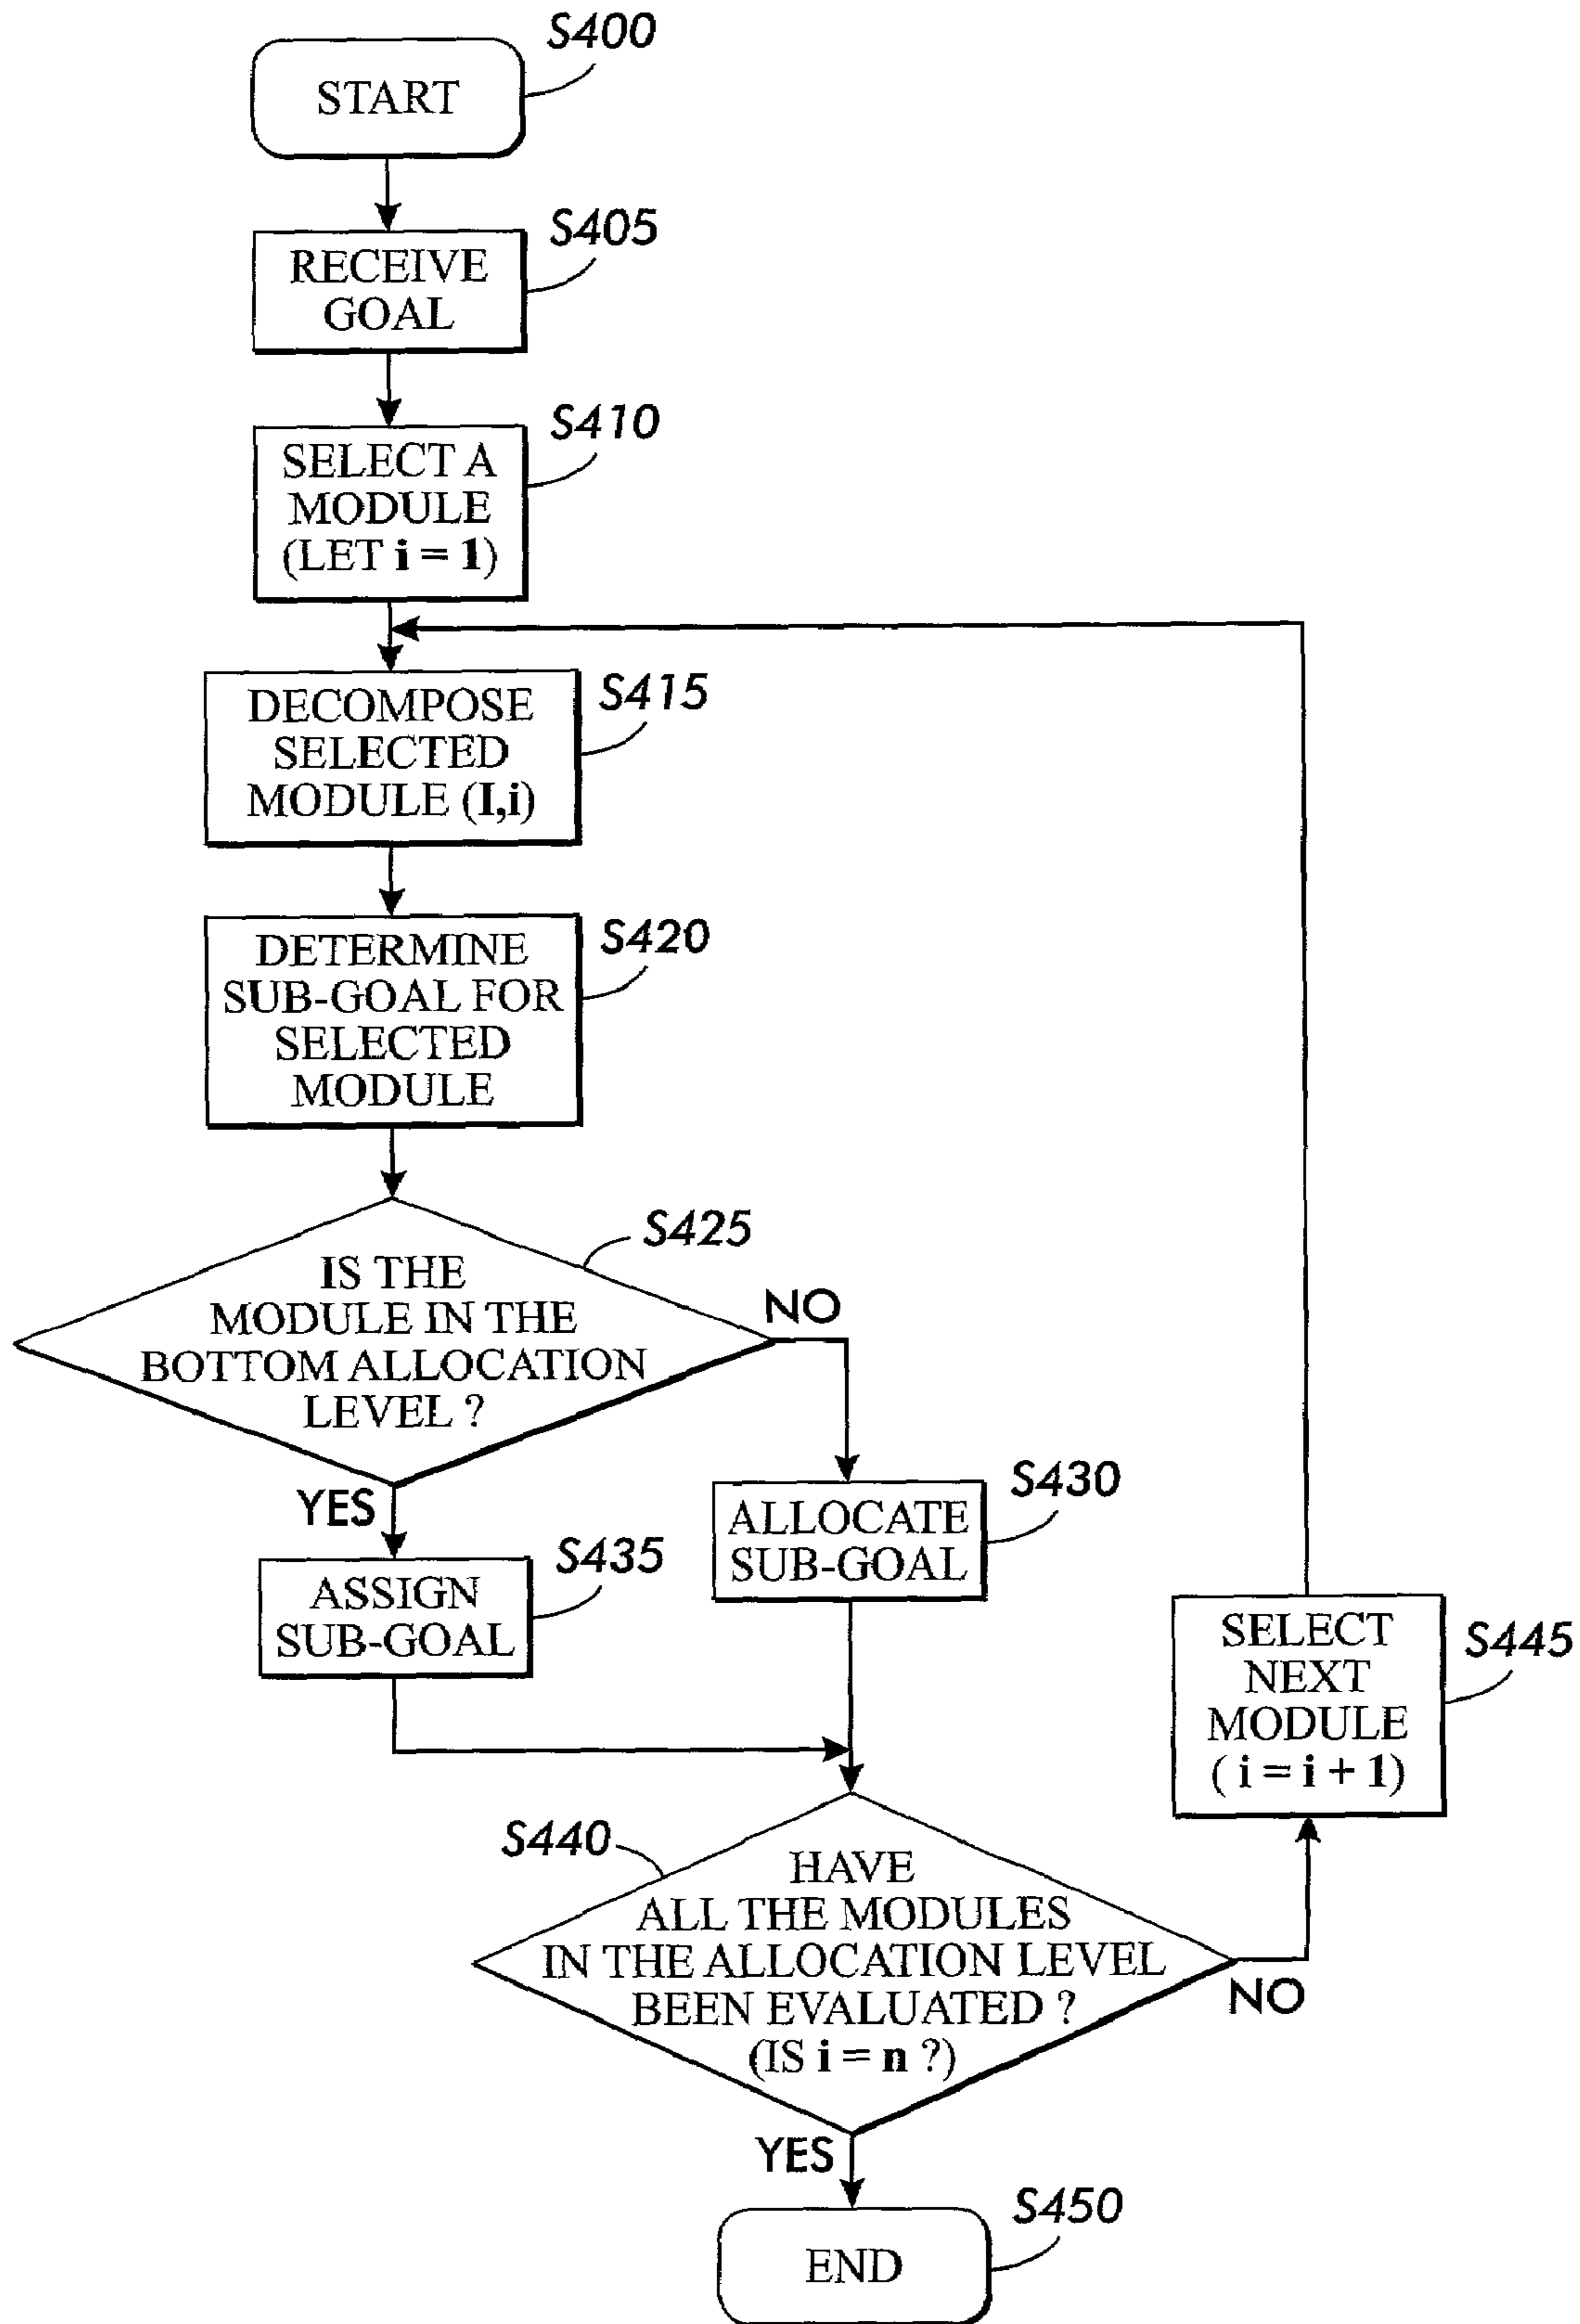 S400
START
S405
RECEIVE
GOAL
S410
SELECT A
MODULE
(LET i = 1)
S415
DECOMPOSE
SELECTED
MODULE (I,i)
S420
DETERMINE
SUB-GOAL FOR
SELECTED
MODULE
S425
IS THE
MODULE IN THE
BOTTOM ALLOCATION
LEVEL ?
NO
YES
S430
ALLOCATE
SUB-GOAL
S435
ASSIGN
SUB-GOAL
S445
SELECT
NEXT
MODULE
( i = i + 1)
S440
HAVE
ALL THE MODULES
IN THE ALLOCATION LEVEL
BEEN EVALUATED ?
(IS i = n ?)
NO
YES
S450
END